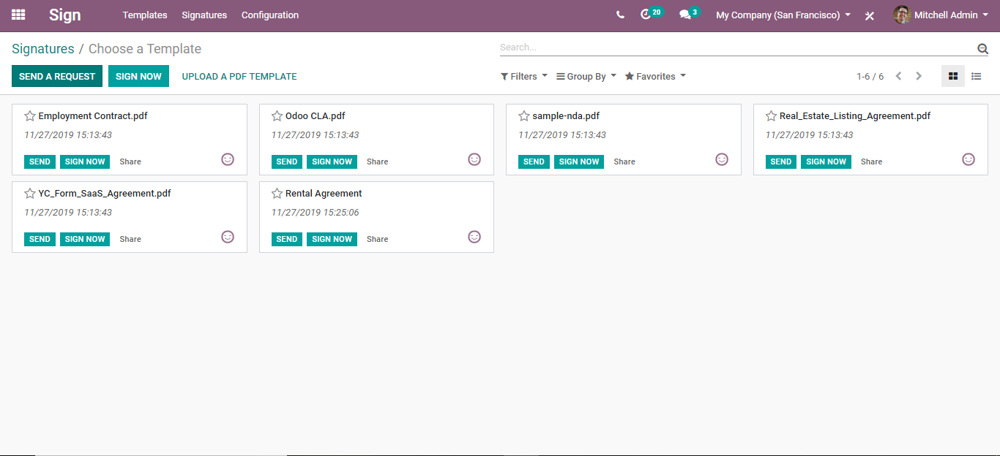 Sign Templates Signatures Configuration 20 3 My Company (San Francisco) Mitchell Admin
Signatures / Choose a Template
Search...
SEND A REQUEST SIGN NOW UPLOAD A PDF TEMPLATE Filters Group By Favorites 1-6 / 6
Employment Contract.pdf Odoo CLA.pdf sample-nda.pdf Real_Estate_Listing_Agreement.pdf
11/27/2019 15:13:43 11/27/2019 15:13:43 11/27/2019 15:13:43 11/27/2019 15:13:43
SEND SIGN NOW Share SEND SIGN NOW Share SEND SIGN NOW Share SEND SIGN NOW Share
YC_Form_SaaS_Agreement.pdf Rental Agreement
11/27/2019 15:13:43 11/27/2019 15:25:06
SEND SIGN NOW Share SEND SIGN NOW Share